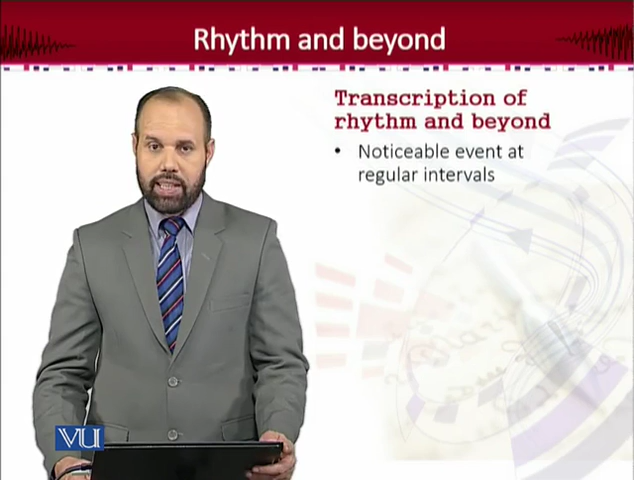 Rhythm and beyond
Transcription of
rhythm and beyond
• Noticeable event at
regular intervals
VU